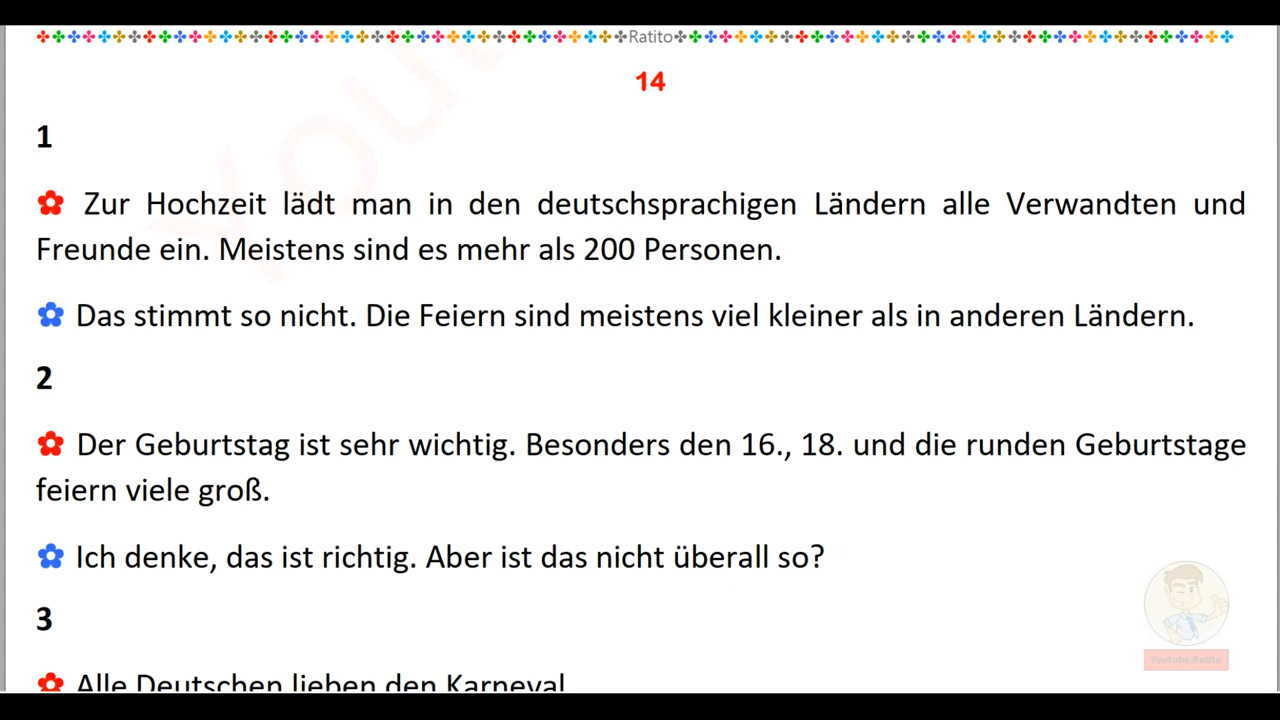 Ratito
14
1
Zur Hochzeit lädt man in den deutschsprachigen Ländern alle Verwandten und
Freunde ein. Meistens sind es mehr als 200 Personen.
Das stimmt so nicht. Die Feiern sind meistens viel kleiner als in anderen Ländern.
2
Der Geburtstag ist sehr wichtig. Besonders den 16., 18. und die runden Geburtstage
feiern viele groß.
Ich denke, das ist richtig. Aber ist das nicht überall so?
3
Alle Deutschen lieben den Karneval
Youtube Ratito
Yout